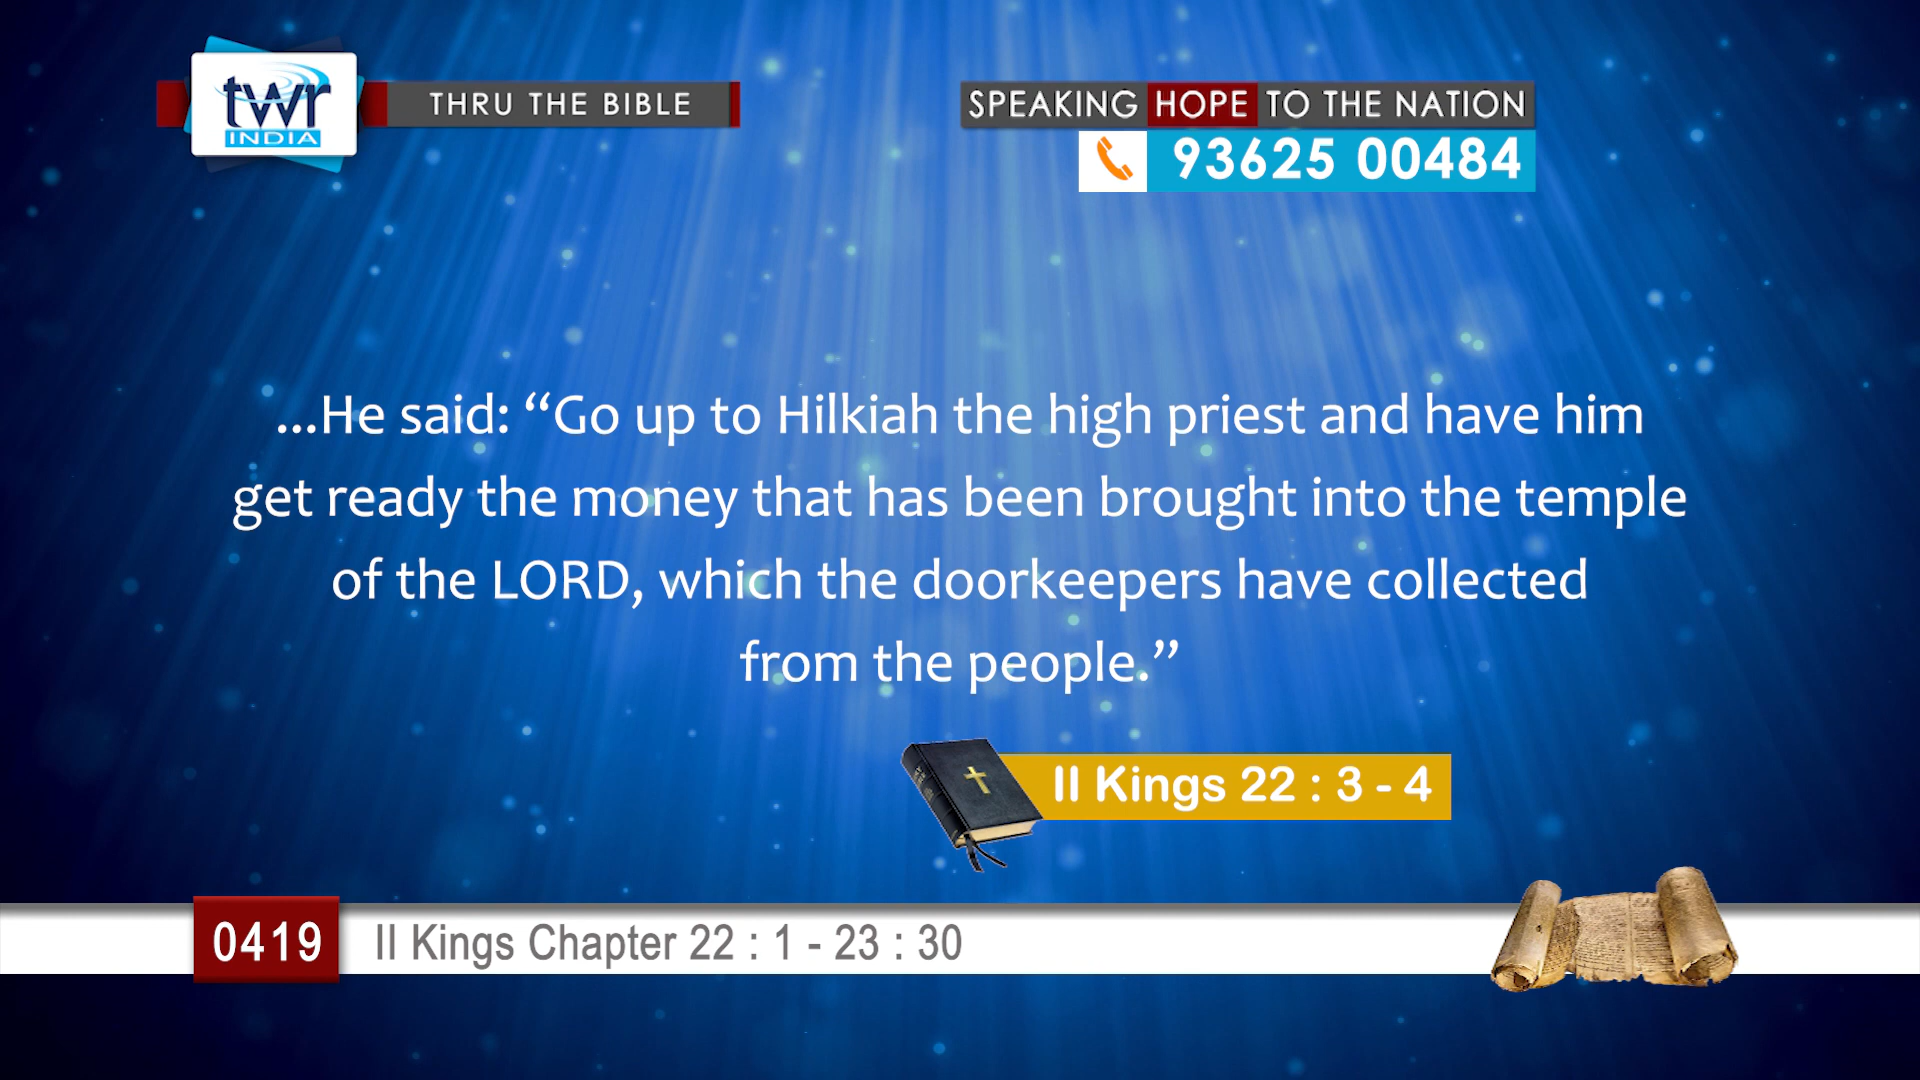 twr
INDIA
THRU THE BIBLE
SPEAKING HOPE TO THE NATION
93625 00484
...He said: “Go up to Hilkiah the high priest and have him
get ready the money that has been brought into the temple
of the LORD, which the doorkeepers have collected
from the people.”
II Kings 22 : 3 - 4
0419
II Kings Chapter 22 : 1 - 23 : 30